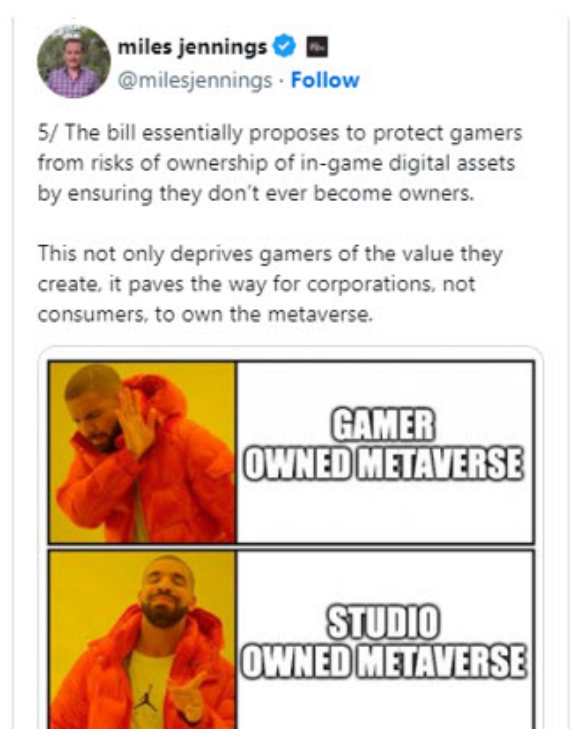 miles jennings
@milesjennings · Follow
5/ The bill essentially proposes to protect gamers
from risks of ownership of in-game digital assets
by ensuring they don't ever become owners.
This not only deprives gamers of the value they
create, it paves the way for corporations, not
consumers, to own the metaverse.
GAMER
OWNED METAVERSE
STUDIO
OWNED METAVERSE